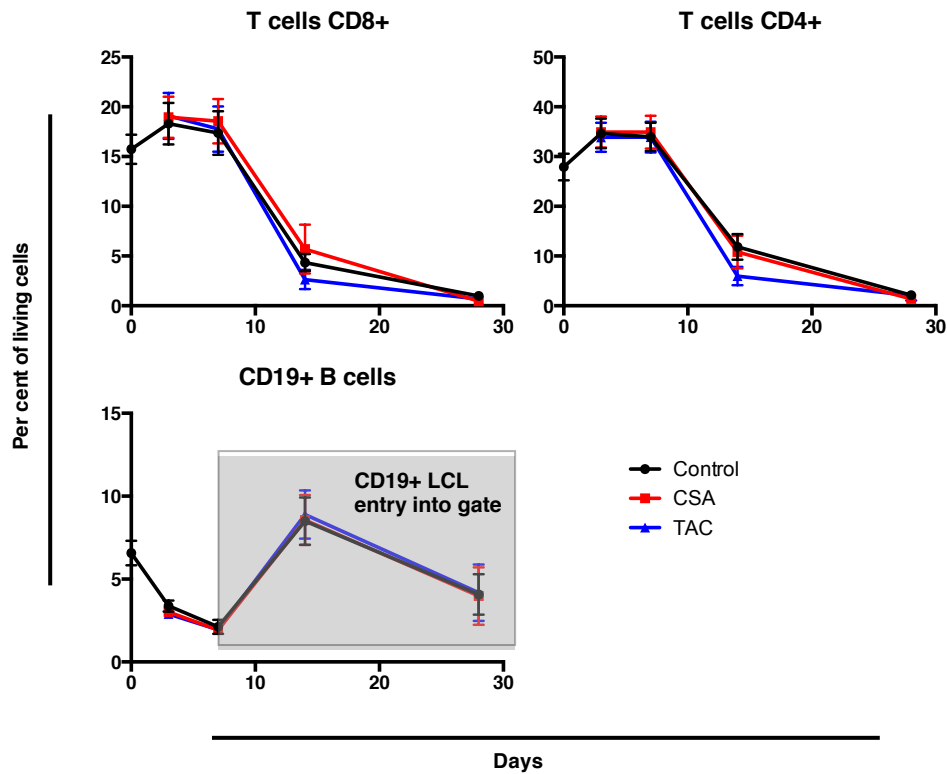 T cells CD8+
25
20
15
10
5
0
0 10 20 30
T cells CD4+
50
40
30
20
10
0
0 10 20 30
Per cent of living cells
CD19+ B cells
15
10
5
0
0 10 20 30
CD19+ LCL
entry into gate
Control
CSA
TAC
Days